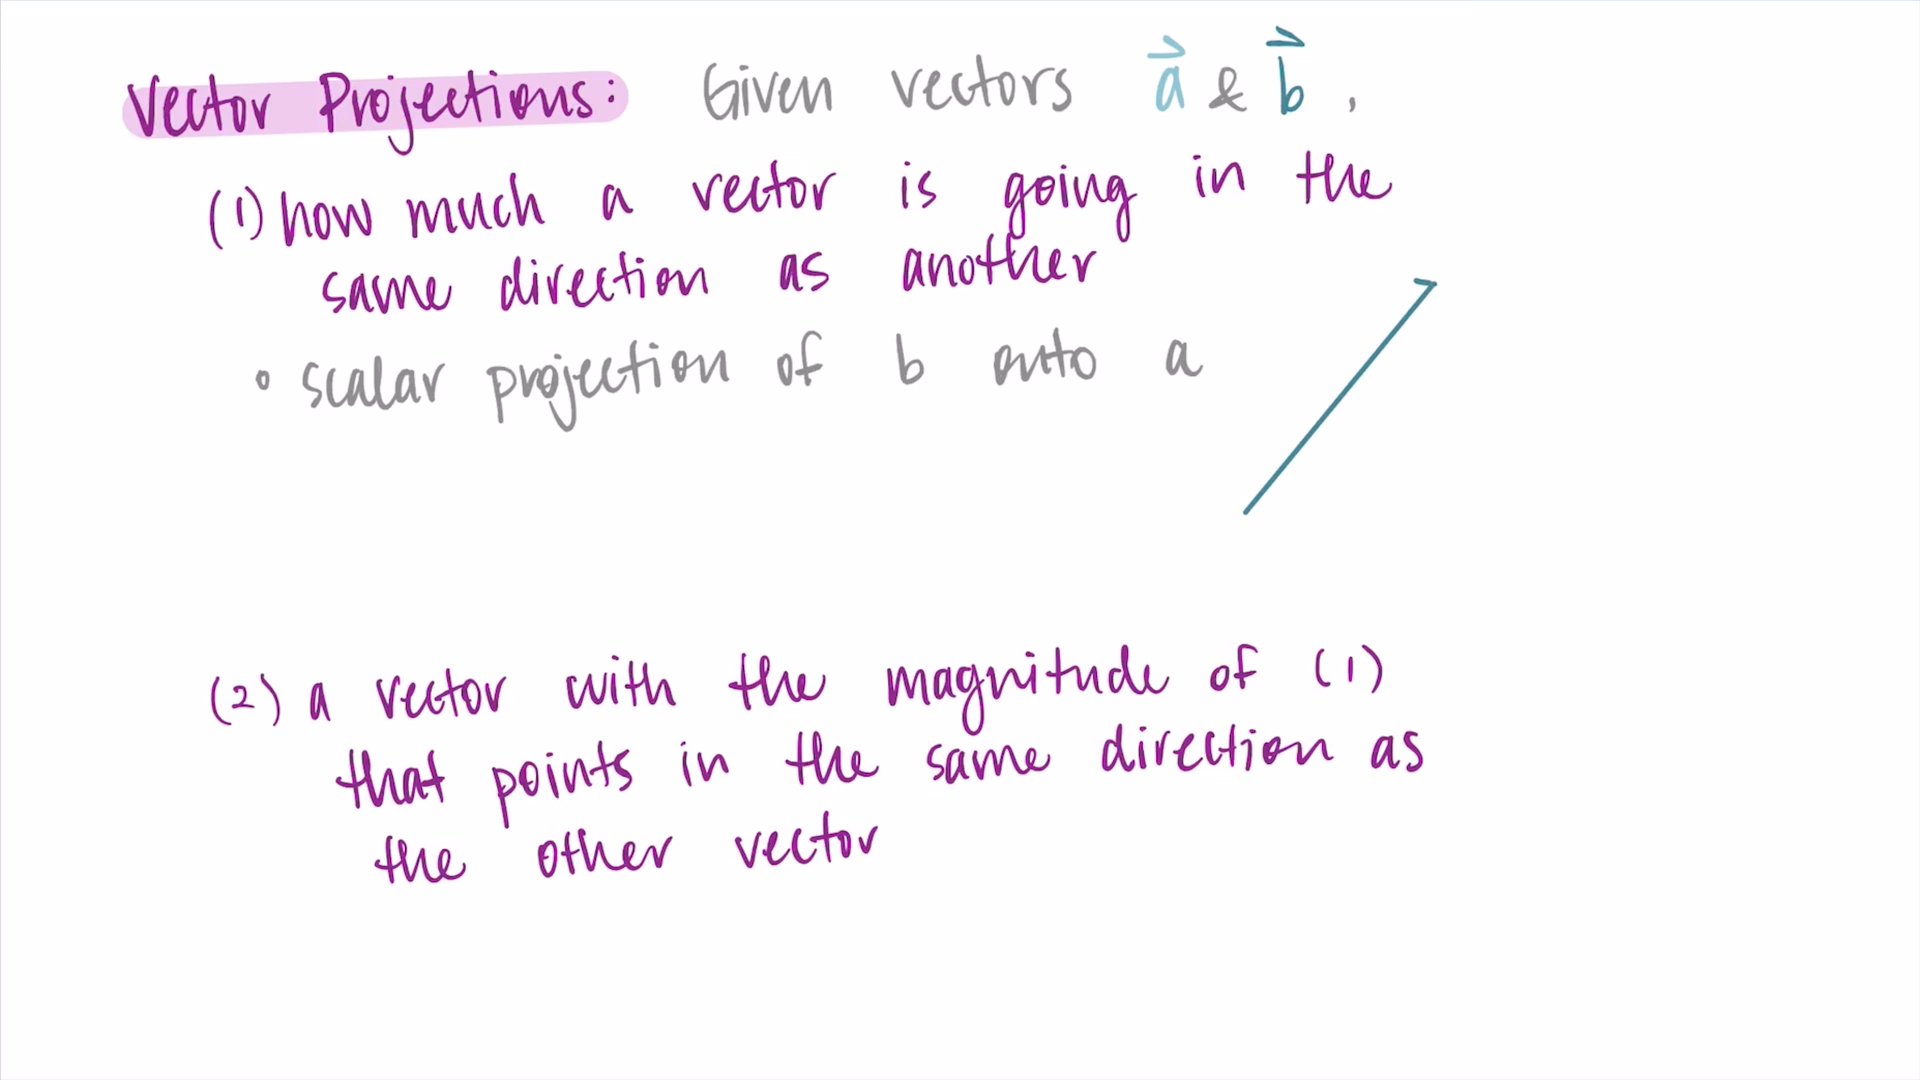 Vector Projections: Given vectors a⃗ & b⃗ ,
(1) how much a vector is going in the
same direction as another
• scalar projection of b onto a
(2) a vector with the magnitude of (1)
that points in the same direction as
the other vector